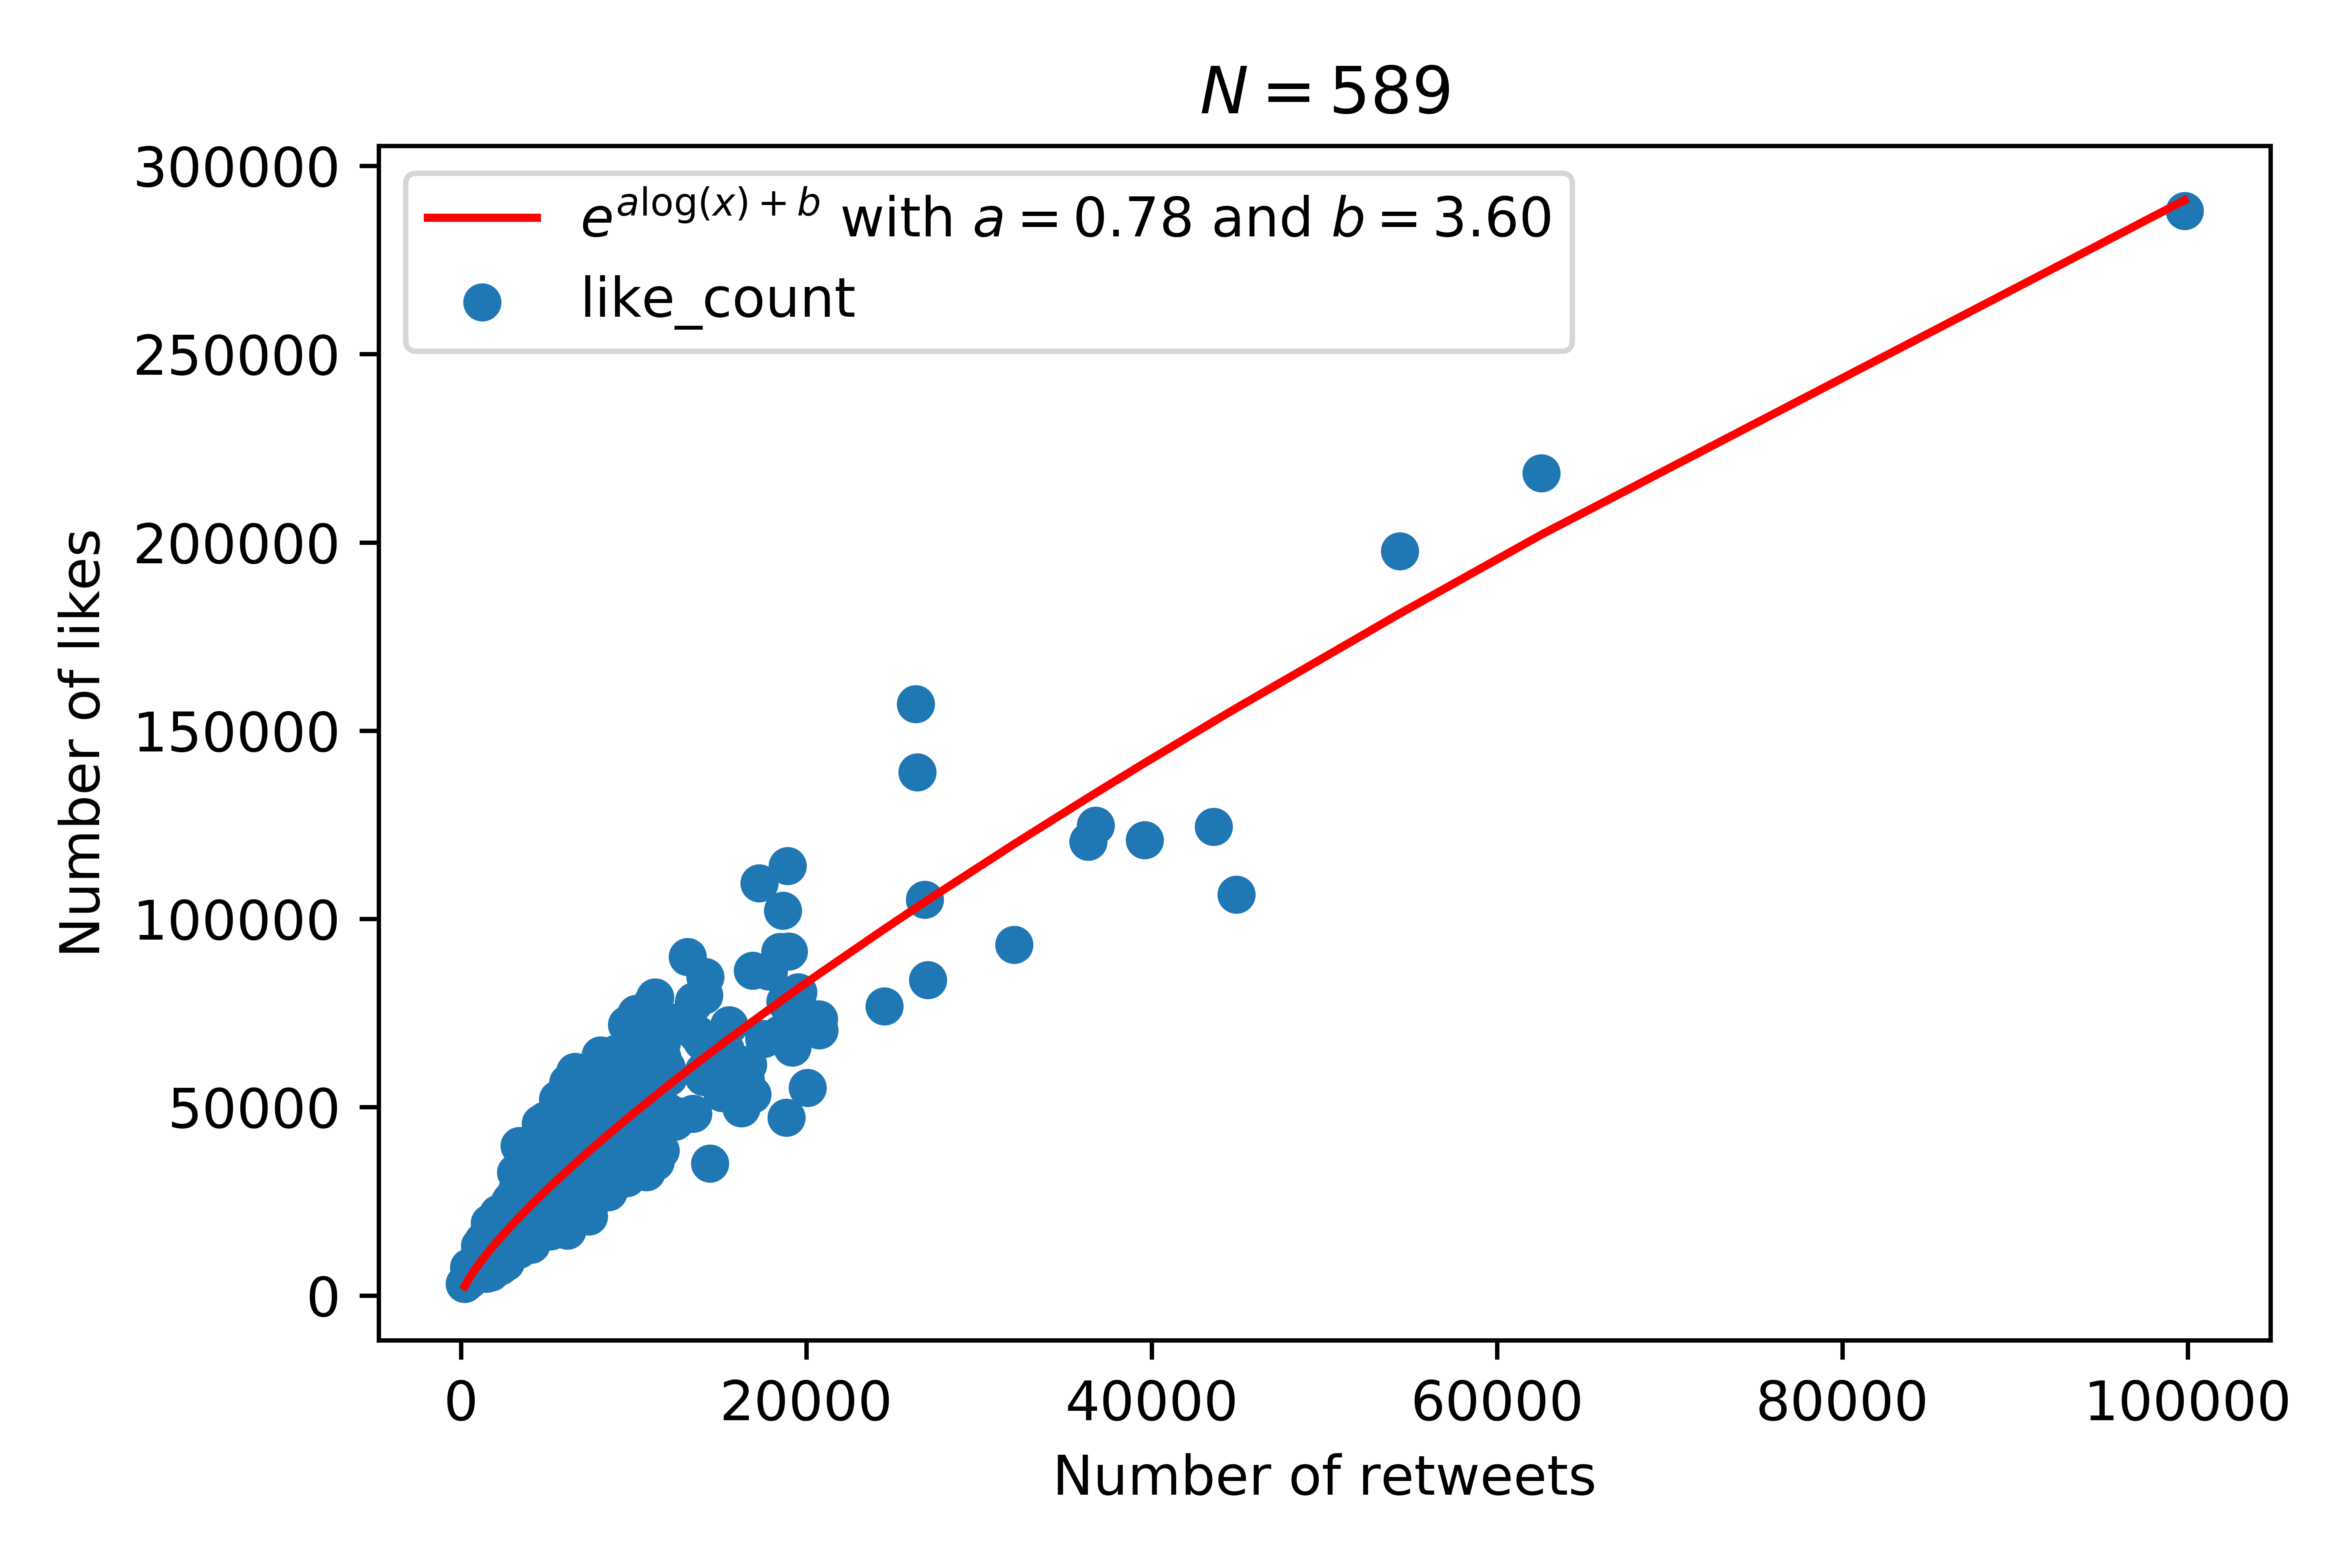 N = 589
e^{a log(x) + b} with a = 0.78 and b = 3.60
like_count
300000
250000
200000
150000
100000
50000
0
Number of likes
0 20000 40000 60000 80000 100000
Number of retweets